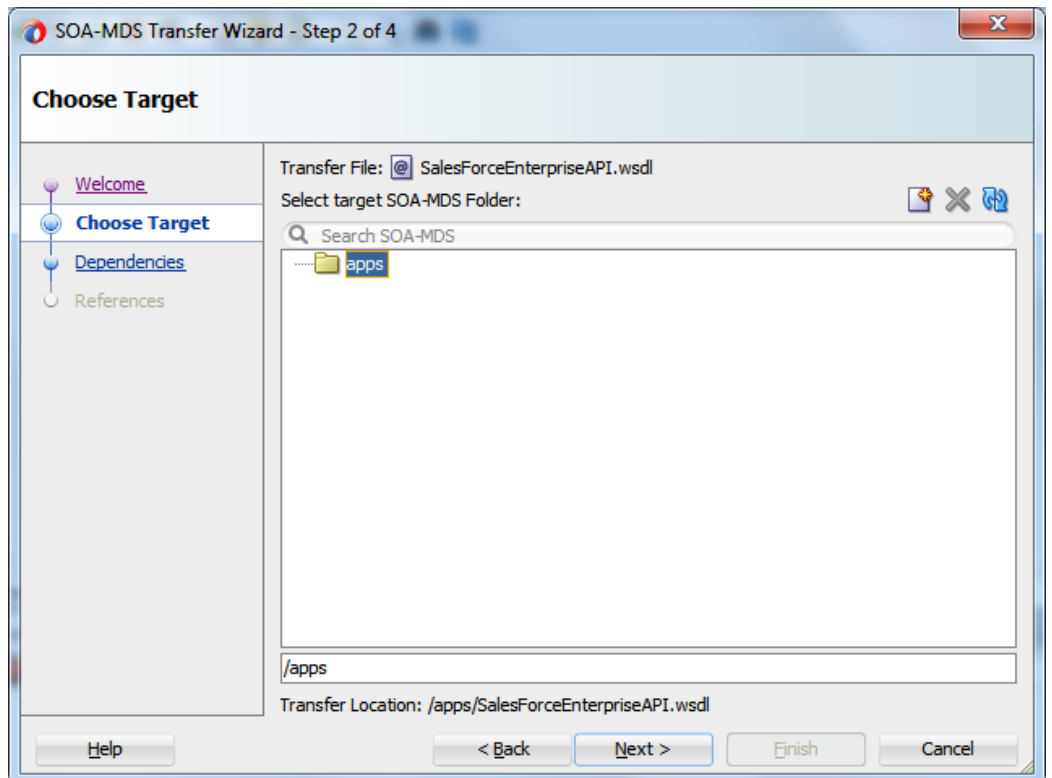 SOA-MDS Transfer Wizard - Step 2 of 4
Choose Target
Welcome
Choose Target
Dependencies
References
Transfer File: SalesForceEnterpriseAPI.wsdl
Select target SOA-MDS Folder:
Search SOA-MDS
apps
/apps
Transfer Location: /apps/SalesForceEnterpriseAPI.wsdl
Help
< Back
Next >
Finish
Cancel